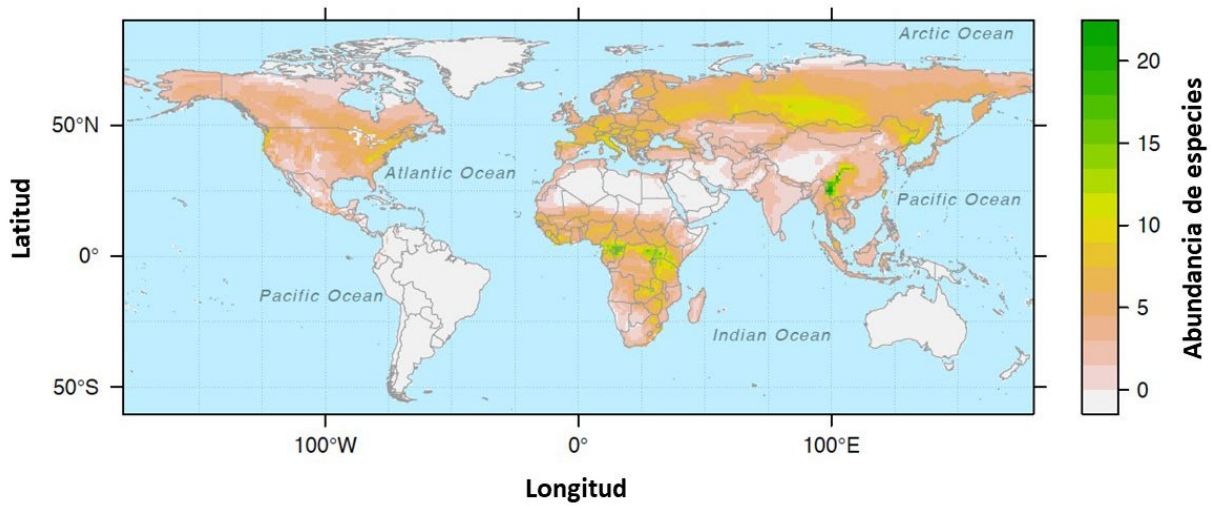 Arctic Ocean
20
50°N
15
Atlantic Ocean
Pacific Ocean
Latitud
0°
10
Abundancia de especies
Pacific Ocean
Indian Ocean
5
50°S
0
100°W
0°
100°E
Longitud